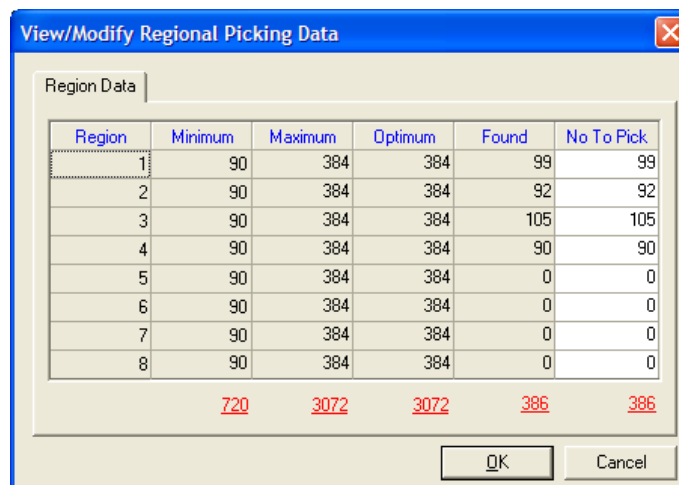 View/Modify Regional Picking Data
Region Data
Region Minimum Maximum Optimum Found No To Pick
1 90 384 384 99 99
2 90 384 384 92 92
3 90 384 384 105 105
4 90 384 384 90 90
5 90 384 384 0 0
6 90 384 384 0 0
7 90 384 384 0 0
8 90 384 384 0 0
720 3072 3072 386 386
OK Cancel